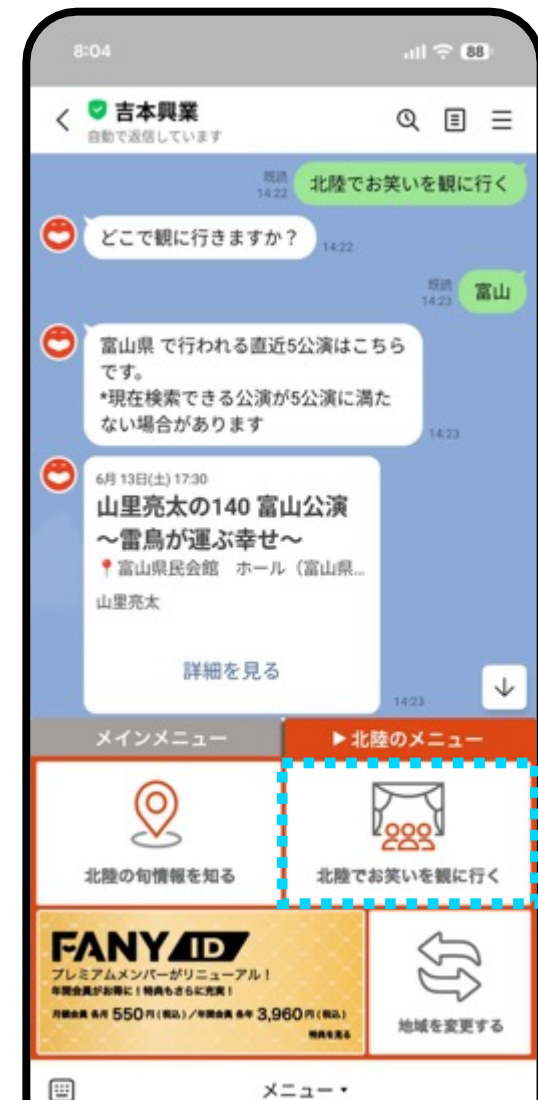 8:04
88
吉本興業
自動で返信しています
既読
14:22
北陸でお笑いを観に行く
どこで観に行きますか？
14:22
既読
14:23
富山
富山県 で行われる直近5公演はこちら
です。
*現在検索できる公演が5公演に満た
ない場合があります
14:23
6月 13日(土) 17:30
山里亮太の140 富山公演
～雷鳥が運ぶ幸せ～
富山県民会館　ホール（富山県...
山里亮太
詳細を見る
14:23
メインメニュー
▶北陸のメニュー
北陸の旬情報を知る
北陸でお笑いを観に行く
FANY ID
プレミアムメンバーがリニューアル！
年間会員がお得に！特典もさらに充実！
月額会員 各月 550円(税込)／年間会員 各年 3,960円(税込)
特典を見る
地域を変更する
メニュー